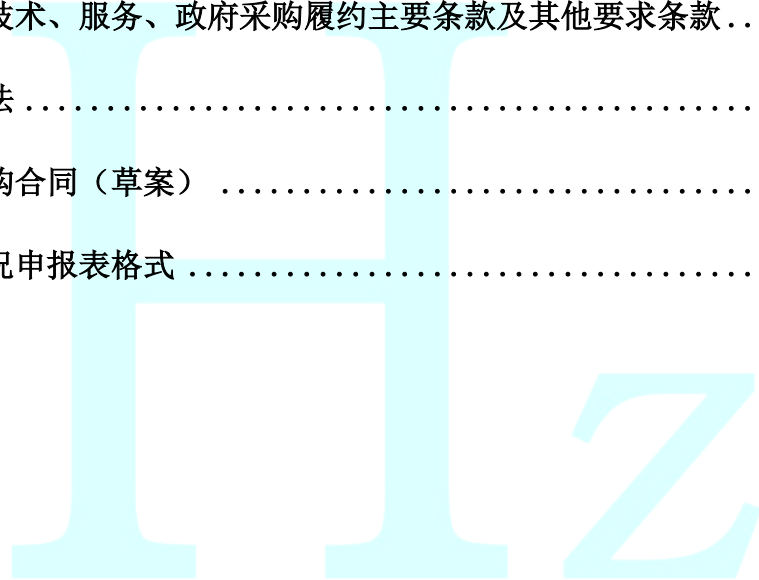 技术、服务、政府采购履约主要条款及其他要求条款..
法..............................................
购合同（草案）..................................
况申报表格式....................................
Hz